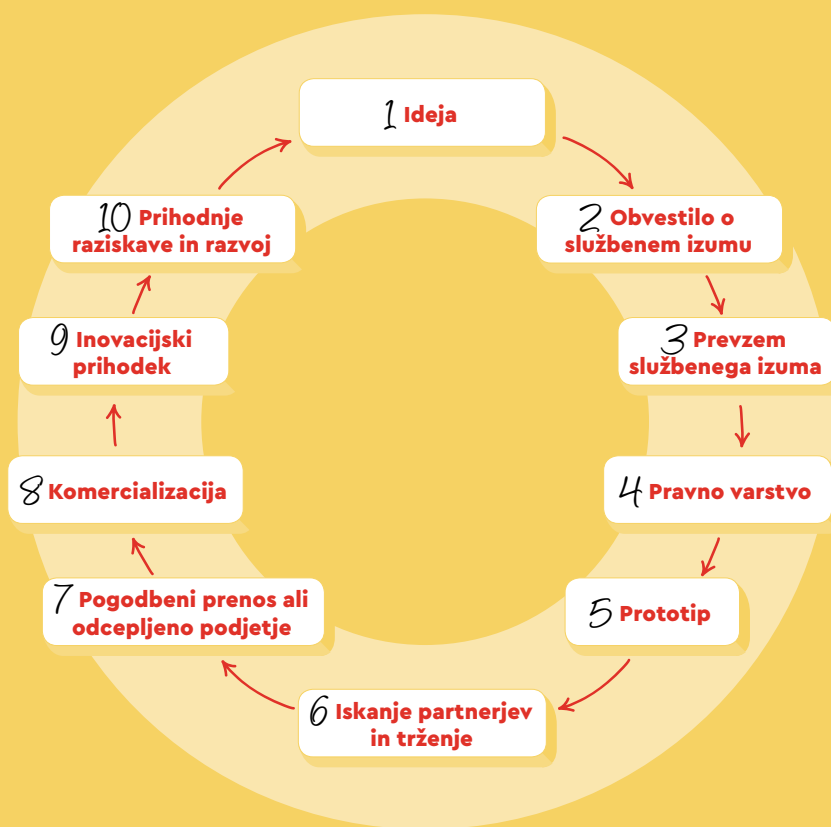 1 Ideja
2 Obvestilo o
službenem izumu
3 Prevzem
službenega izuma
4 Pravno varstvo
5 Prototip
6 Iskanje partnerjev
in trženje
7 Pogodbeni prenos ali
odcepljeno podjetje
8 Komercializacija
9 Inovacijski
prihodek
10 Prihodnje
raziskave in razvoj